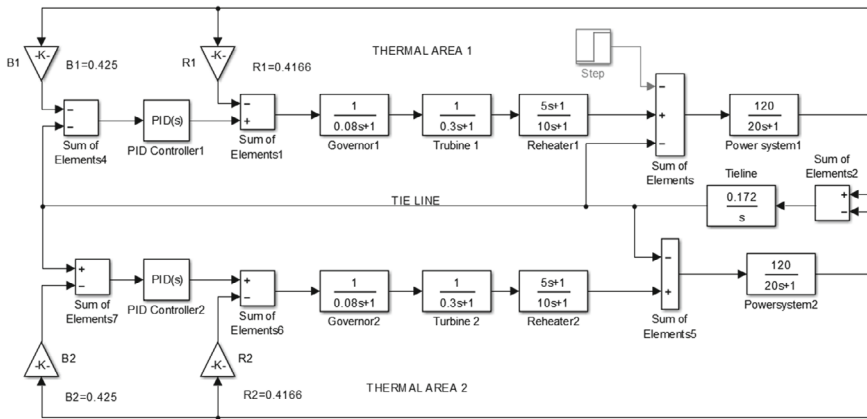 THERMAL AREA 1
-K-
B1
B1=0.425
-K-
R1
R1=0.4166
Step
Sum of
Elements4
PID(s)
PID Controller1
Sum of
Elements1
1
0.08s+1
Governor1
1
0.3s+1
Trubine 1
5s+1
10s+1
Reheater1
Sum of
Elements
120
20s+1
Power system1
Sum of
Elements2
Tieline
0.172
s
TIE LINE
Sum of
Elements7
PID(s)
PID Controller2
Sum of
Elements6
1
0.08s+1
Governor2
1
0.3s+1
Turbine 2
5s+1
10s+1
Reheater2
Sum of
Elements5
120
20s+1
Powersystem2
-K-
B2
B2=0.425
-K-
R2
R2=0.4166
THERMAL AREA 2